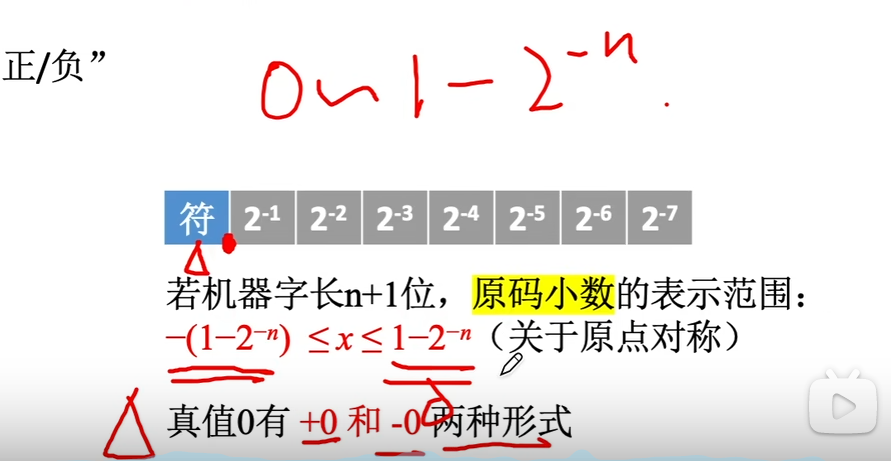 正/负”
0~1-2⁻ⁿ.
符 2⁻¹ 2⁻² 2⁻³ 2⁻⁴ 2⁻⁵ 2⁻⁶ 2⁻⁷
若机器字长n+1位，原码小数的表示范围：
−(1−2⁻ⁿ) ≤ x ≤ 1−2⁻ⁿ（关于原点对称）
真值0有 +0 和 -0 两种形式